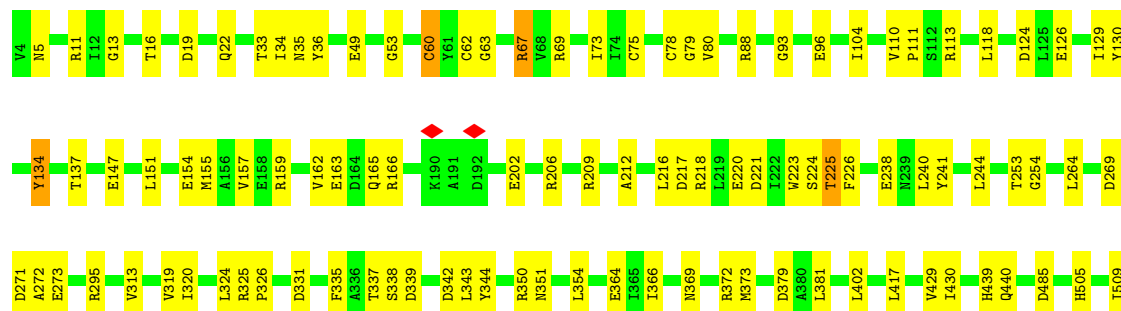 V4 N5 R11 I12 G13 T16 D19 Q22 T33 I34 N35 Y36 E49 G53 C60 Y61 C62 G63 R67 V68 R69 I73 I74 C75 C78 G79 V80 R88 G93 E96 I104 V110 P111 S112 R113 L118 D124 L125 E126 I129 Y130
Y134 T137 E147 L151 E154 M155 A156 V157 E158 R159 V162 E163 D164 Q165 R166 K190 A191 D192 E202 R206 R209 A212 L216 D217 R218 L219 E220 D221 I222 W223 S224 T225 F226 E238 N239 L240 Y241 L244 T253 G254 L264 D269
D271 A272 E273 R295 V313 V319 I320 L324 R325 P326 D331 F335 A336 T337 S338 D339 D342 L343 Y344 R350 N351 L354 E364 I365 I366 N369 R372 M373 D379 A380 L381 L402 L417 V429 I430 H439 Q440 D485 H505 I509